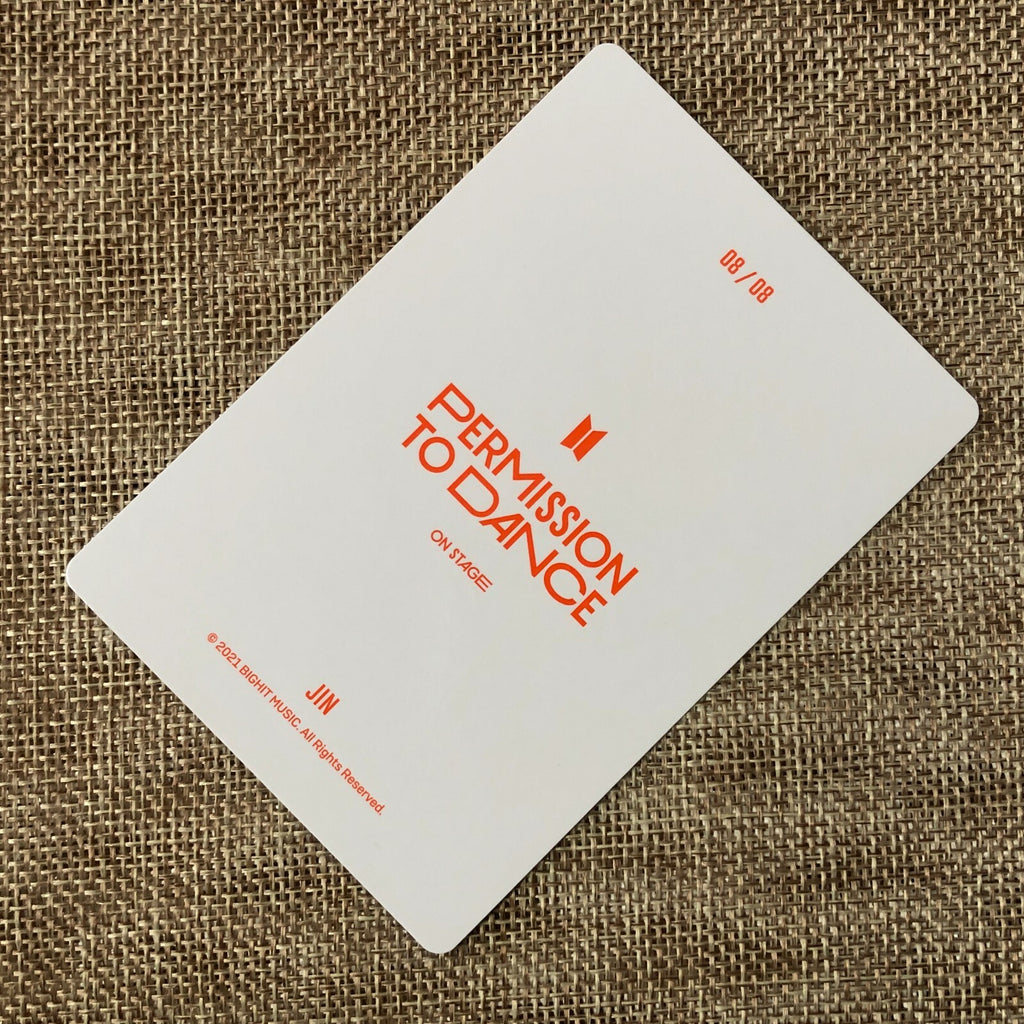 08/08
PERMISSION
TO DANCE
ON STAGE
JIN
© 2021 BIGHIT MUSIC. All Rights Reserved.